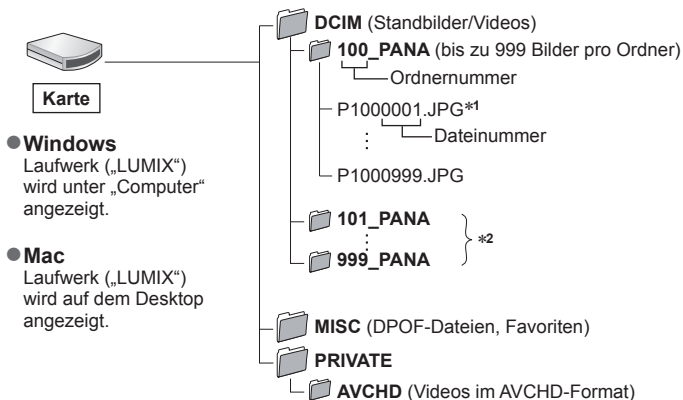 DCIM (Standbilder/Videos)
100_PANA (bis zu 999 Bilder pro Ordner)
Ordnernummer
Karte
P1000001.JPG*1
Dateinummer
P1000999.JPG
●Windows
Laufwerk („LUMIX“)
wird unter „Computer“
angezeigt.
101_PANA
*2
999_PANA
●Mac
Laufwerk („LUMIX“)
wird auf dem Desktop
angezeigt.
MISC (DPOF-Dateien, Favoriten)
PRIVATE
AVCHD (Videos im AVCHD-Format)